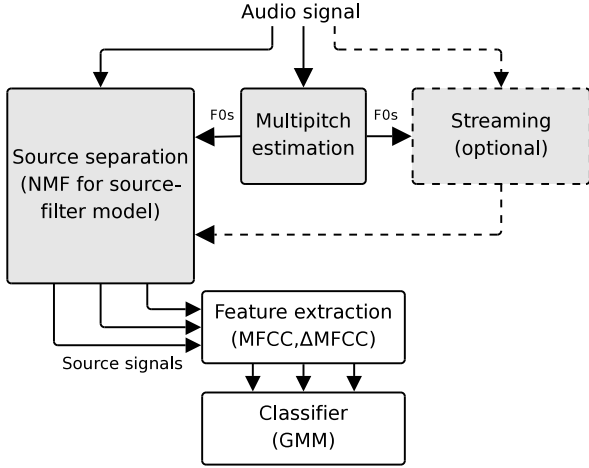 Audio signal
F0s
F0s
Source separation
(NMF for source-
filter model)
Multipitch
estimation
Streaming
(optional)
Feature extraction
(MFCC,ΔMFCC)
Source signals
Classifier
(GMM)